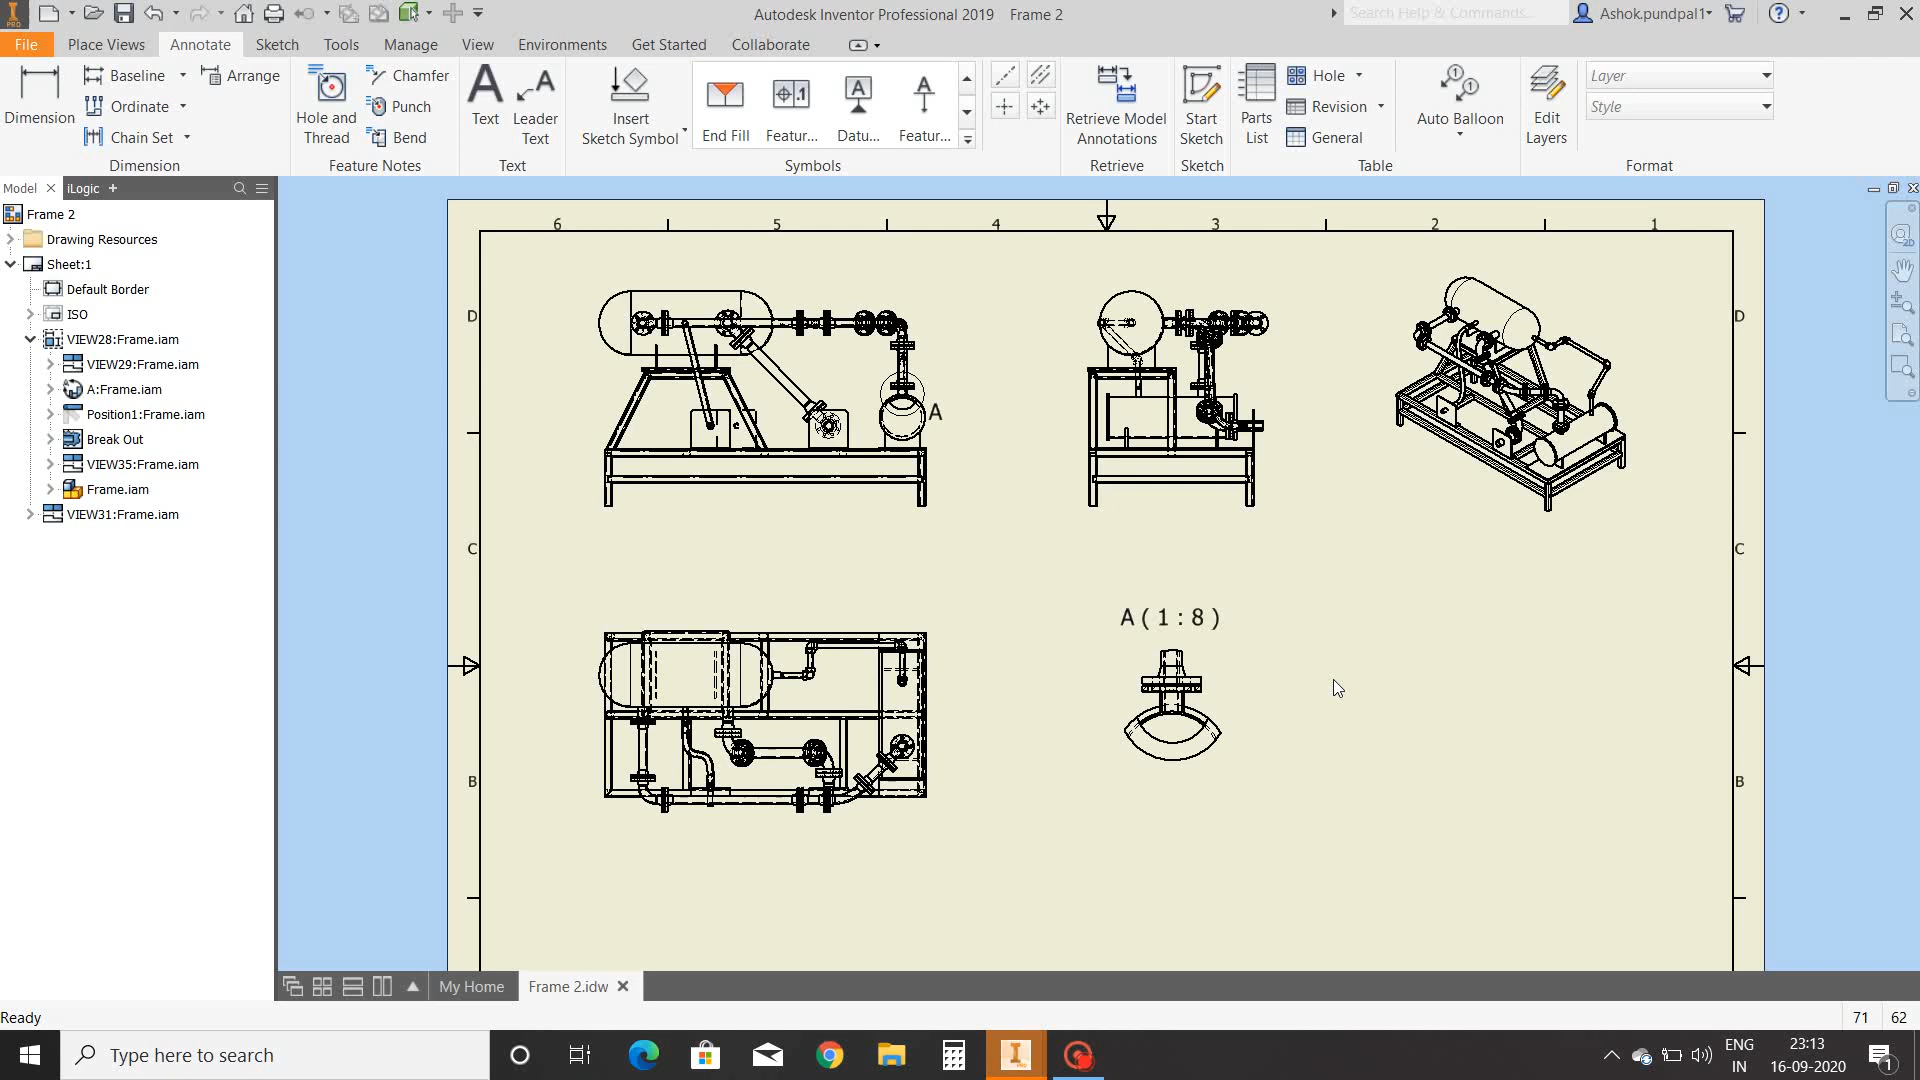 Autodesk Inventor Professional 2019 Frame 2
Search Help & Commands...
Ashok.pundpal1
File Place Views Annotate Sketch Tools Manage View Environments Get Started Collaborate
Dimension
Baseline
Arrange
Ordinate
Chain Set
Dimension
Hole and Thread
Chamfer
Punch
Bend
Feature Notes
Text
Leader Text
Text
Insert Sketch Symbol
End Fill
Featur...
Datu...
Featur...
Symbols
Retrieve Model Annotations
Retrieve
Start Sketch
Sketch
Parts List
Hole
Revision
General
Table
Auto Balloon
Edit Layers
Layer
Style
Format
Model iLogic +
Frame 2
Drawing Resources
Sheet:1
Default Border
ISO
VIEW28:Frame.iam
VIEW29:Frame.iam
A:Frame.iam
Position1:Frame.iam
Break Out
VIEW35:Frame.iam
Frame.iam
VIEW31:Frame.iam
6 5 4 3 2 1
D D
A
C C
A ( 1 : 8 )
B B
My Home Frame 2.idw
Ready
71 62
Type here to search
ENG
IN
23:13
16-09-2020
1